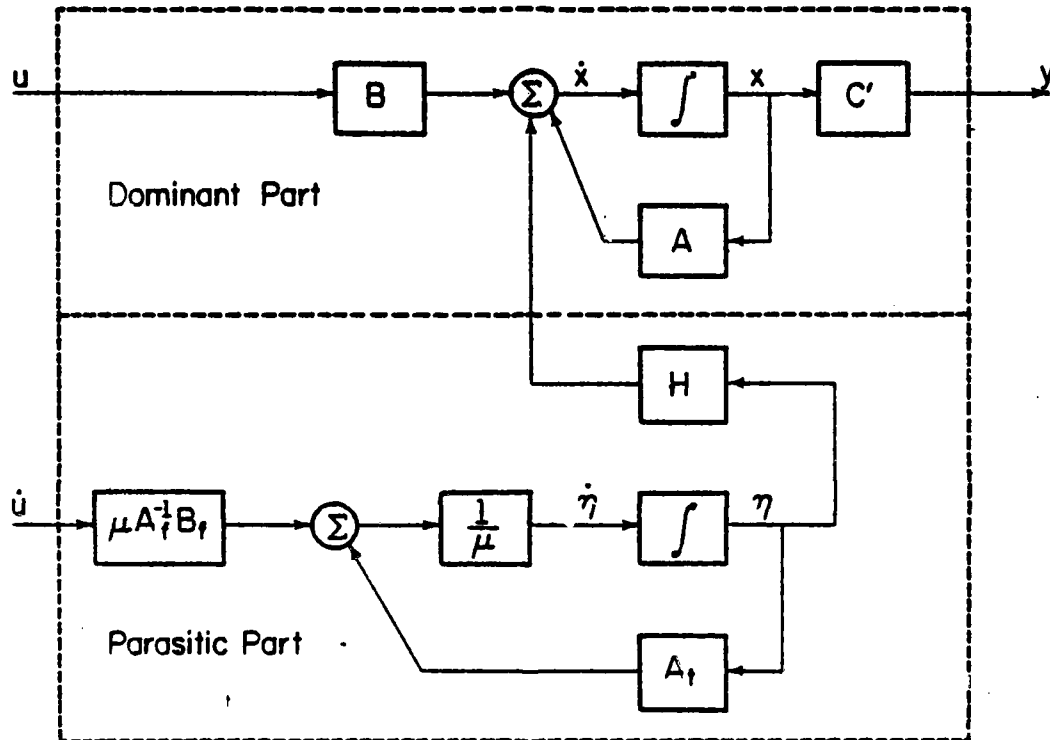 u B Σ ẋ ∫ x C' y
Dominant Part
A
H
u̇ μA_f^{-1}B_f Σ 1/μ η̇ ∫ η
Parasitic Part
A_f